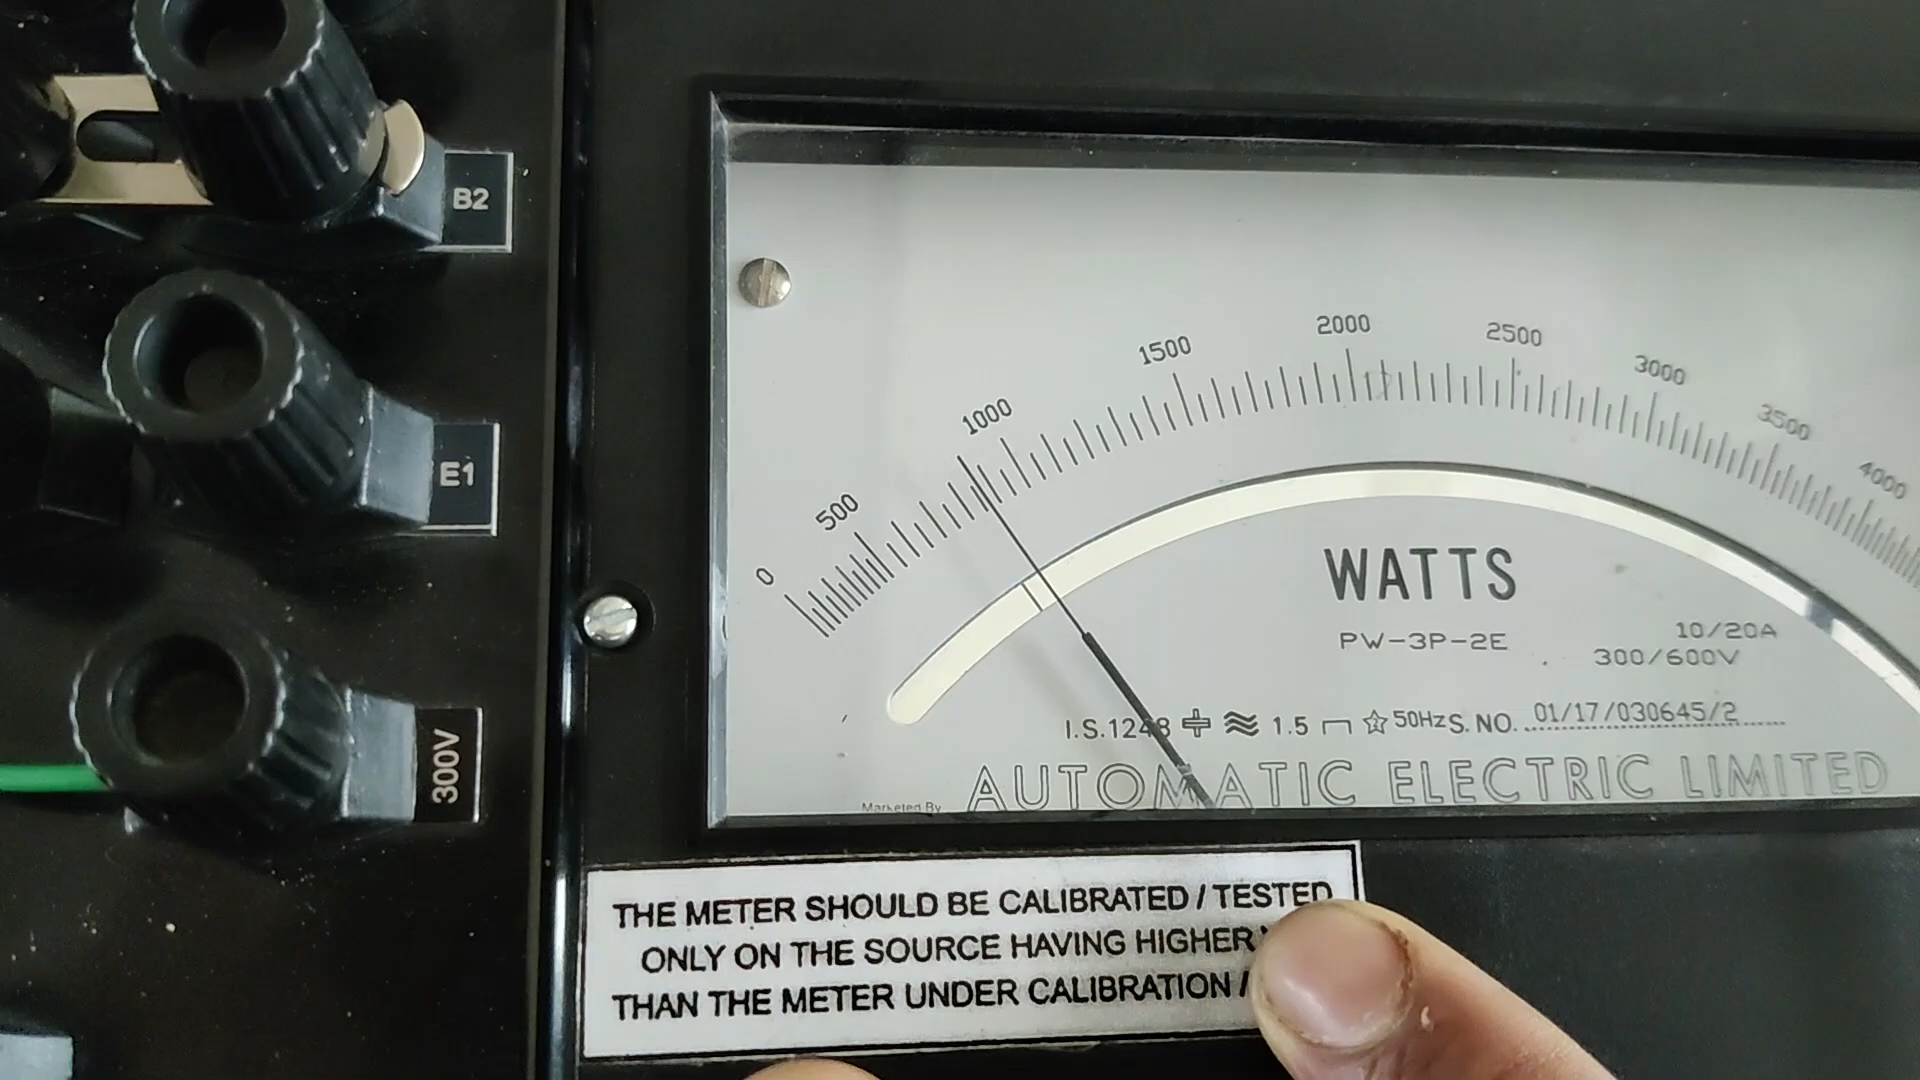 B2
E1
300V
0
500
1000
1500
2000
2500
3000
3500
4000
WATTS
PW-3P-2E
10/20A
300/600V
I.S.1248 1.5 50Hz S. NO. 01/17/030645/2
Marketed By AUTOMATIC ELECTRIC LIMITED
THE METER SHOULD BE CALIBRATED / TESTED
ONLY ON THE SOURCE HAVING HIGHER
THAN THE METER UNDER CALIBRATION /